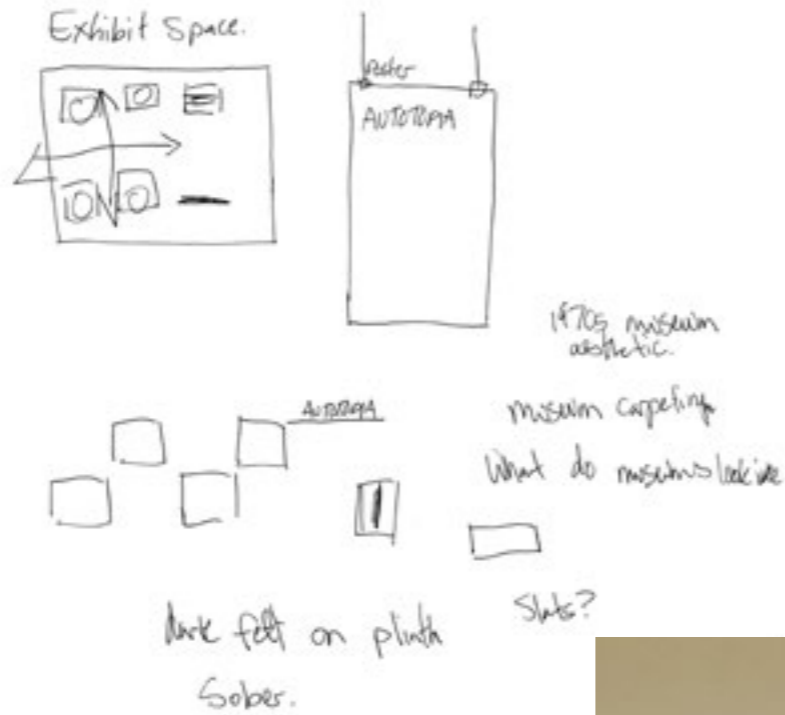 Exhibit Space.
Poster
AUTOTOPIA
1970s museum
aesthetic.
AUTOTOPIA
museum carpeting
What do museums look like
Slats?
dark felt on plinth
Sober.